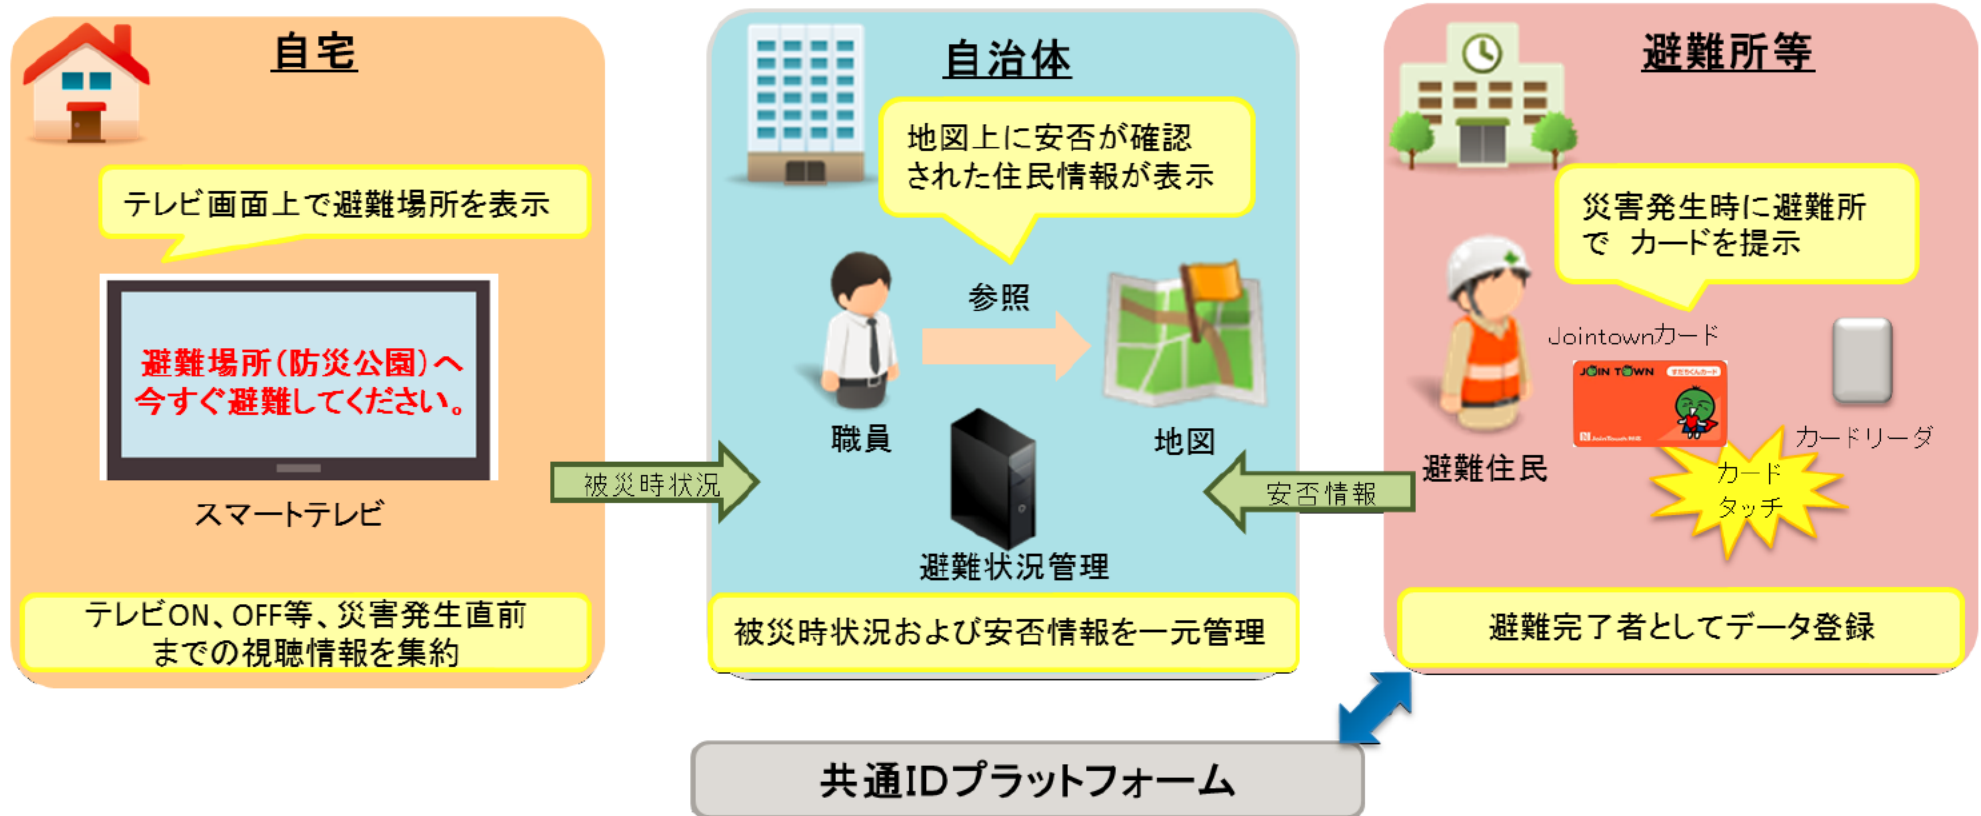 自宅
テレビ画面上で避難場所を表示
避難場所(防災公園)へ
今すぐ避難してください。
スマートテレビ
テレビON、OFF等、災害発生直前
までの視聴情報を集約
被災時状況
自治体
地図上に安否が確認
された住民情報が表示
参照
職員
地図
避難状況管理
被災時状況および安否情報を一元管理
安否情報
避難所等
災害発生時に避難所
で カードを提示
Jointownカード
JOIN TOWN
すだちくんカード
カードリーダ
避難住民
カード
タッチ
避難完了者としてデータ登録
共通IDプラットフォーム